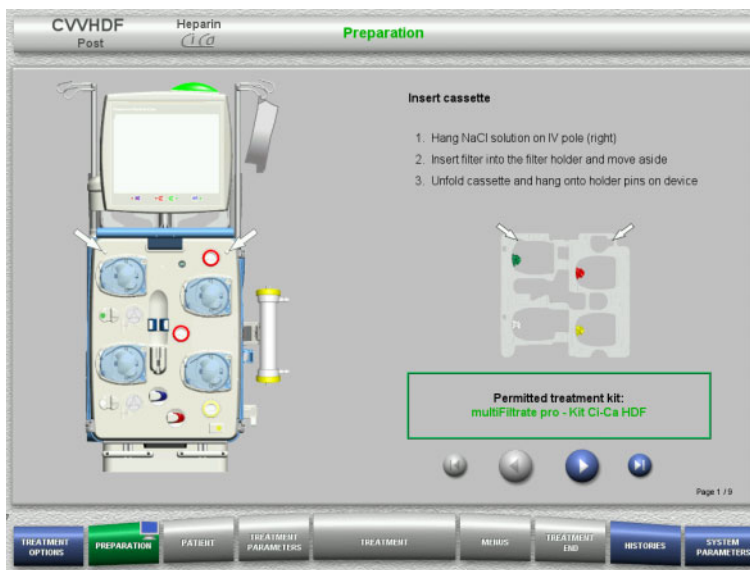 CVVHDF
Post
Heparin
Ci Ca
Preparation
Insert cassette
1. Hang NaCl solution on IV pole (right)
2. Insert filter into the filter holder and move aside
3. Unfold cassette and hang onto holder pins on device
Permitted treatment kit:
multiFiltrate pro - Kit Ci-Ca HDF
Page 1 / 9
TREATMENT
OPTIONS
PREPARATION
PATIENT
TREATMENT
PARAMETERS
TREATMENT
MENUS
TREATMENT
END
HISTORIES
SYSTEM
PARAMETERS